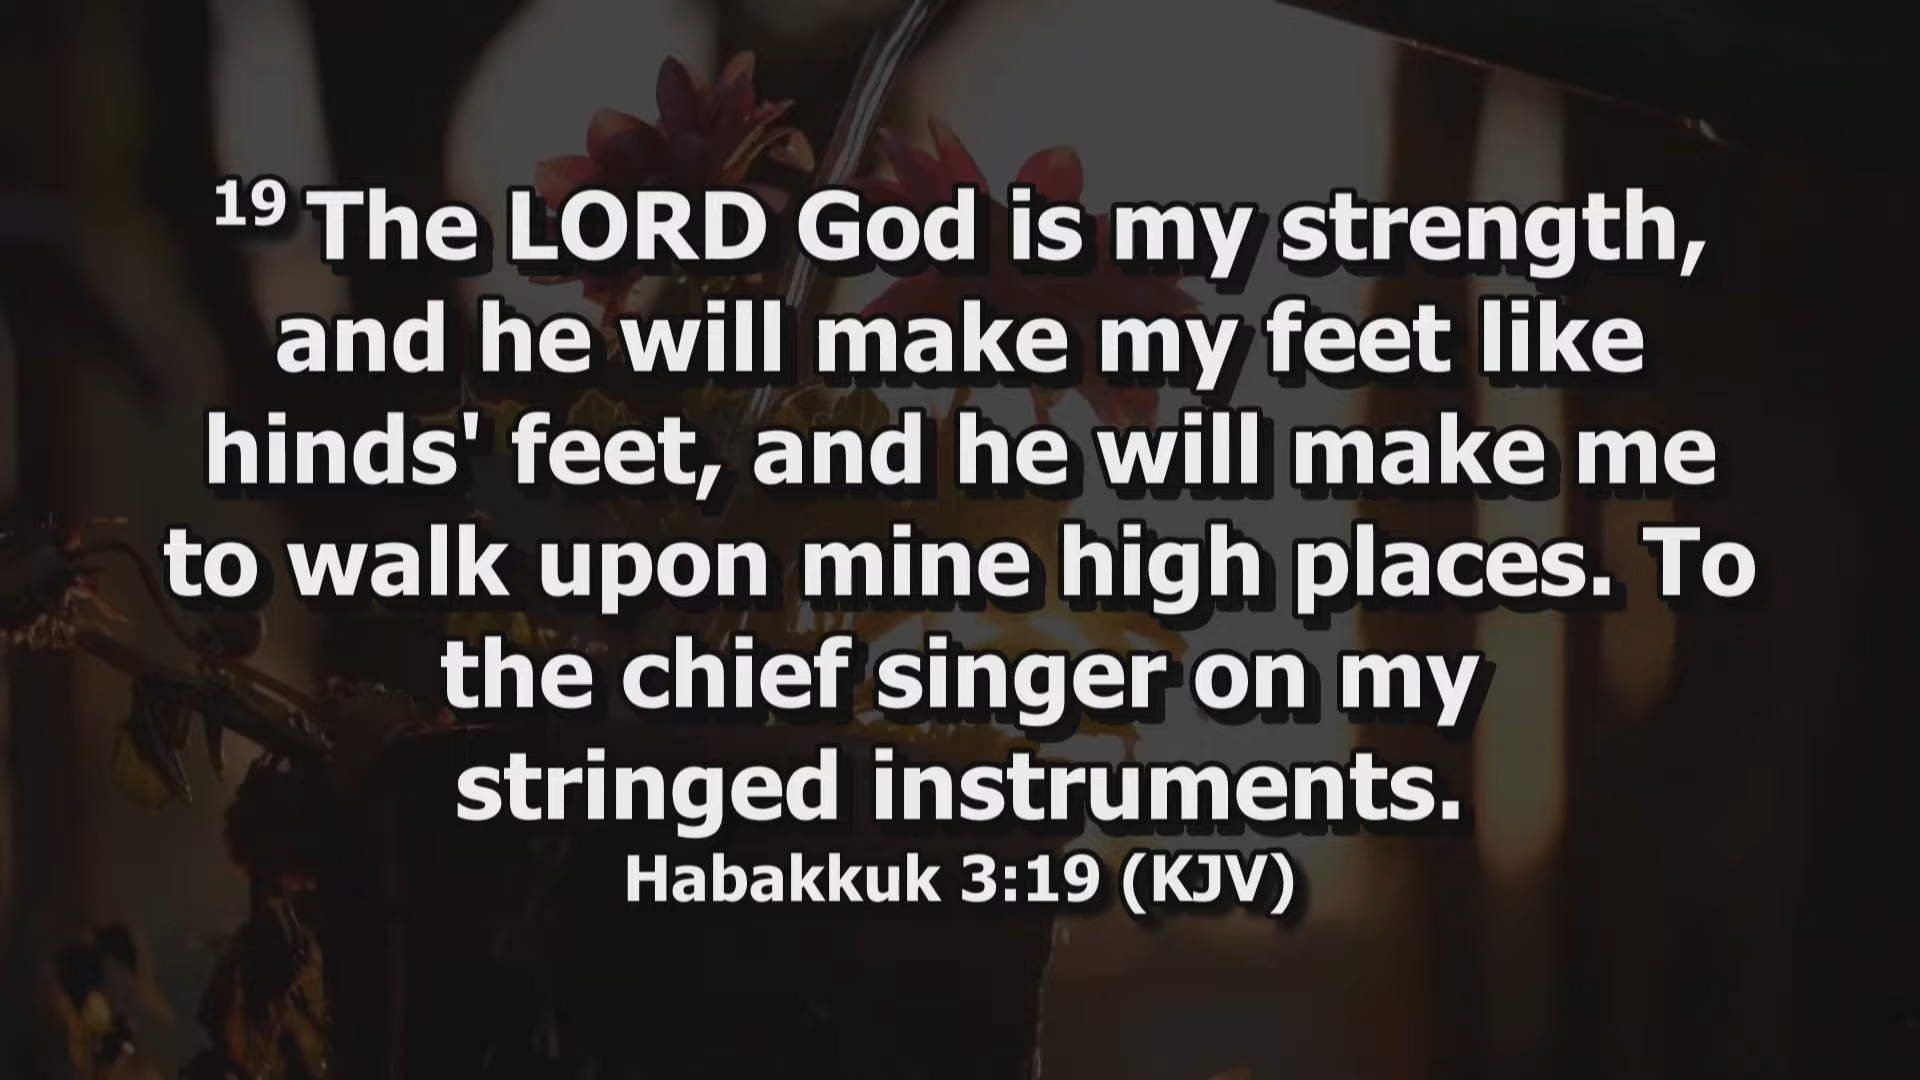 19 The LORD God is my strength,
and he will make my feet like
hinds' feet, and he will make me
to walk upon mine high places. To
the chief singer on my
stringed instruments.
Habakkuk 3:19 (KJV)